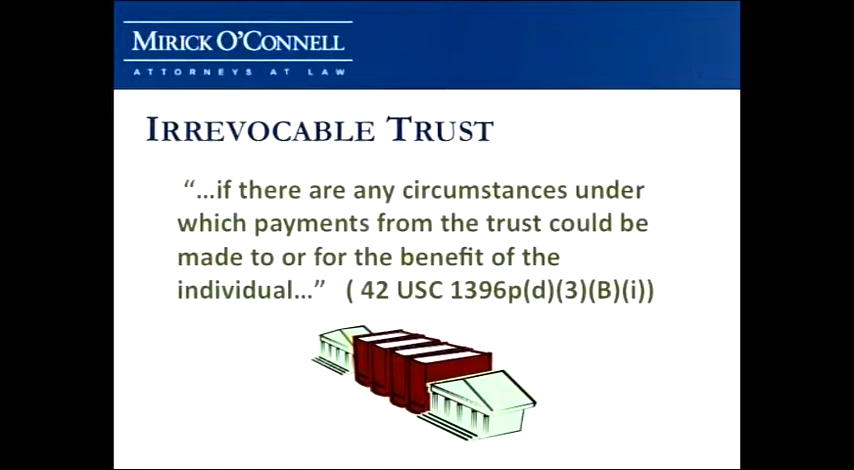 MIRICK O'CONNELL
ATTORNEYS AT LAW
IRREVOCABLE TRUST
“…if there are any circumstances under
which payments from the trust could be
made to or for the benefit of the
individual…” ( 42 USC 1396p(d)(3)(B)(i))